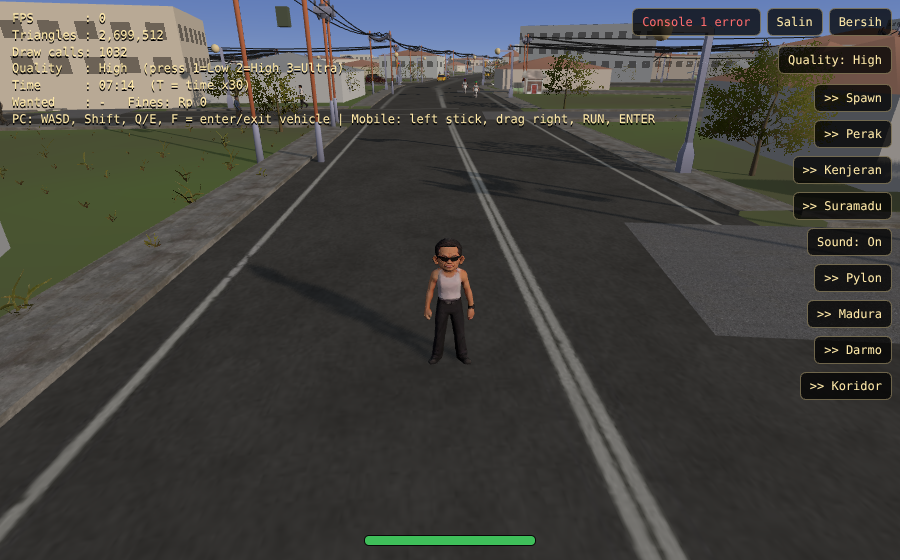 FPS : 0
Triangles : 2,699,512
Draw calls: 1032
Quality : High (press 1=Low 2=High 3=Ultra)
Time : 07:14 (T = time x30)
Wanted : - Fines: Rp 0
PC: WASD, Shift, Q/E, F = enter/exit vehicle | Mobile: left stick, drag right, RUN, ENTER
Console 1 error
Salin
Bersih
Quality: High
>> Spawn
>> Perak
>> Kenjeran
>> Suramadu
Sound: On
>> Pylon
>> Madura
>> Darmo
>> Koridor